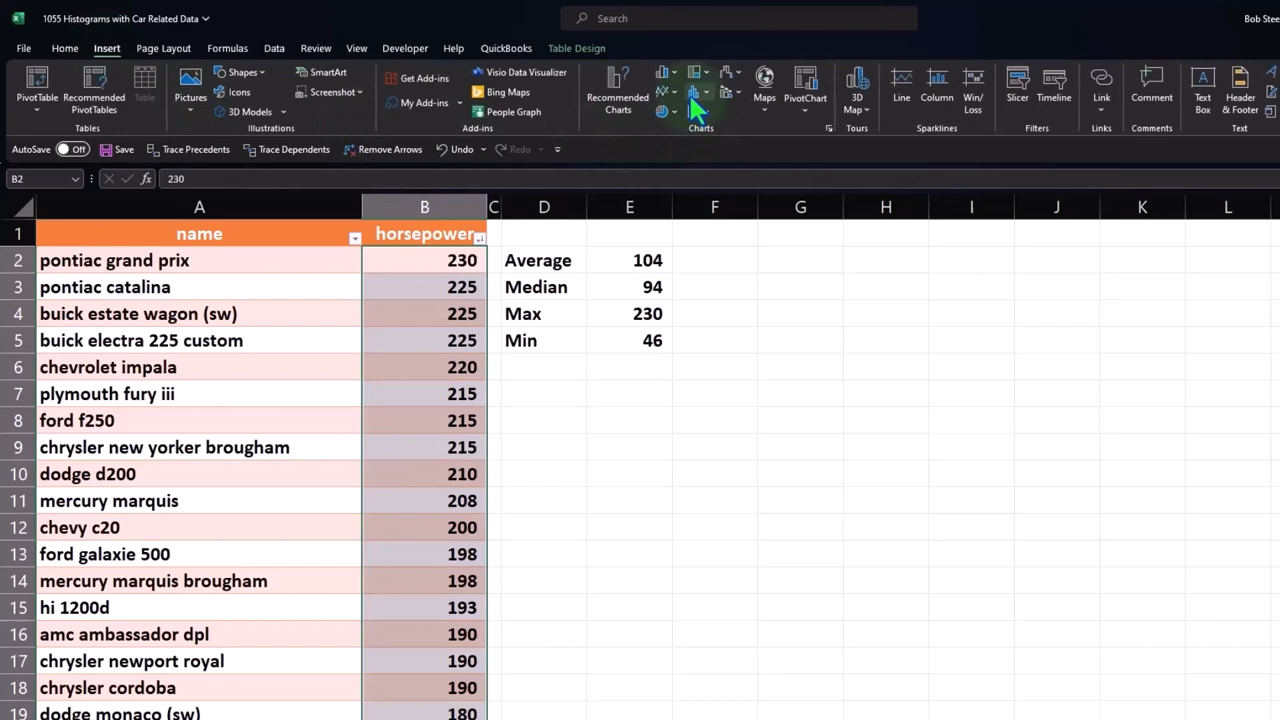 1055 Histograms with Car Related Data
Search
Bob Stee
File Home Insert Page Layout Formulas Data Review View Developer Help QuickBooks Table Design
PivotTable
Recommended PivotTables
Table
Tables
Pictures
Shapes
Icons
3D Models
SmartArt
Screenshot
Illustrations
Get Add-ins
My Add-ins
Visio Data Visualizer
Bing Maps
People Graph
Add-ins
Recommended Charts
Maps
PivotChart
Charts
3D Map
Tours
Line
Column
Win/ Loss
Sparklines
Slicer
Timeline
Filters
Link
Links
Comment
Comments
Text Box
Header & Footer
Text
AutoSave Off Save Trace Precedents Trace Dependents Remove Arrows Undo Redo
B2 fx 230
A B C D E F G H I J K L
1 name horsepower
2 pontiac grand prix 230 Average 104
3 pontiac catalina 225 Median 94
4 buick estate wagon (sw) 225 Max 230
5 buick electra 225 custom 225 Min 46
6 chevrolet impala 220
7 plymouth fury iii 215
8 ford f250 215
9 chrysler new yorker brougham 215
10 dodge d200 210
11 mercury marquis 208
12 chevy c20 200
13 ford galaxie 500 198
14 mercury marquis brougham 198
15 hi 1200d 193
16 amc ambassador dpl 190
17 chrysler newport royal 190
18 chrysler cordoba 190
19 dodge monaco (sw) 180